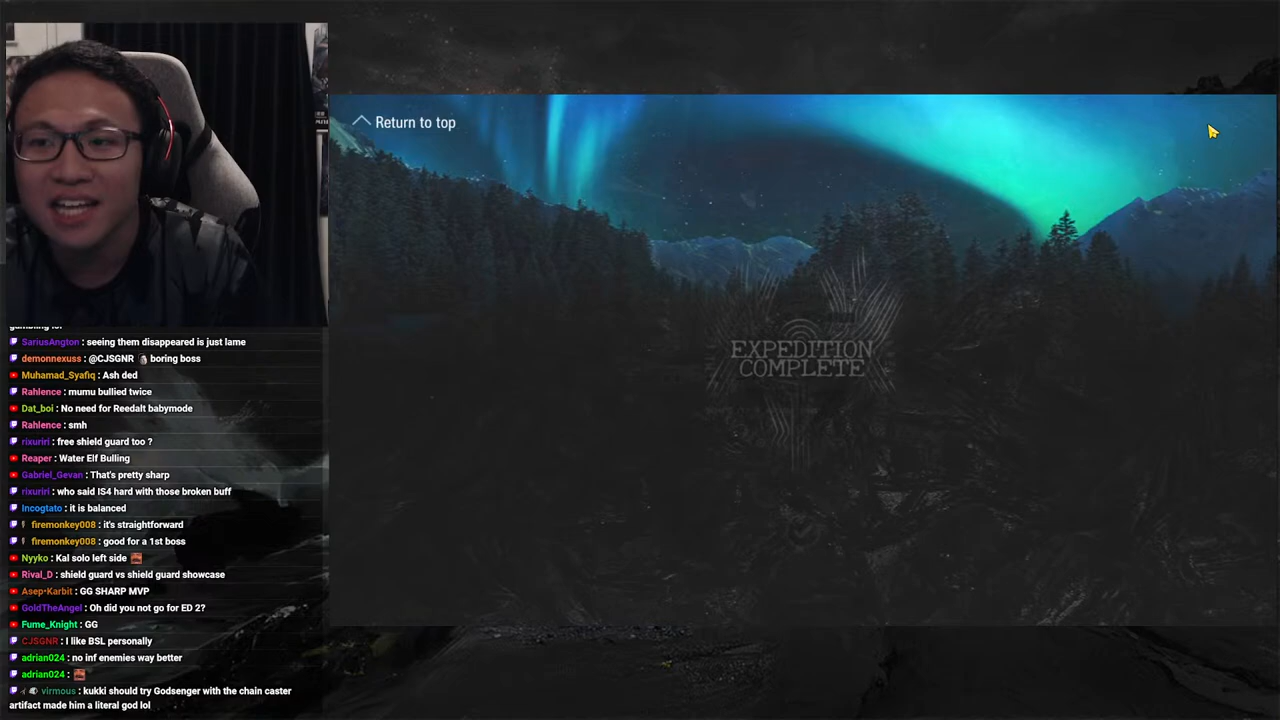 Return to top
EXPEDITION
COMPLETE
SariusAngton : seeing them disappeared is just lame
demonnexuss : @CJSGNR boring boss
Muhamad_Syafiq : Ash ded
Rahlence : mumu bullied twice
Dat_boi : No need for Reedalt babymode
Rahlence : smh
rixuriri : free shield guard too ?
Reaper : Water Elf Bulling
Gabriel_Gevan : That's pretty sharp
rixuriri : who said IS4 hard with those broken buff
Incogtato : it is balanced
firemonkey008 : it's straightforward
firemonkey008 : good for a 1st boss
Nyyko : Kal solo left side
Rival_D : shield guard vs shield guard showcase
Asep•Karbit : GG SHARP MVP
GoldTheAngel : Oh did you not go for ED 2?
Fume_Knight : GG
CJSGNR : I like BSL personally
adrian024 : no inf enemies way better
adrian024 :
virmous : kukki should try Godsenger with the chain caster
artifact made him a literal god lol